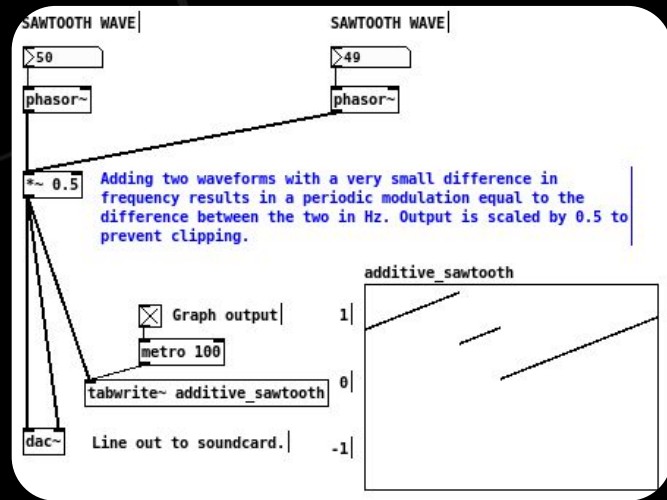 SAWTOOTH WAVE
SAWTOOTH WAVE
50
49
phasor~
phasor~
*~ 0.5
Adding two waveforms with a very small difference in
frequency results in a periodic modulation equal to the
difference between the two in Hz. Output is scaled by 0.5 to
prevent clipping.
additive_sawtooth
Graph output
1
metro 100
0
tabwrite~ additive_sawtooth
dac~
Line out to soundcard.
-1